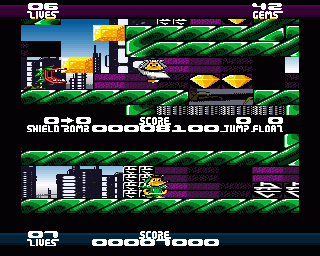 06 42
LIVES GEMS
0→0 SCORE 0 0
SHIELD BOMB 00008100 JUMP FLOAT
07 SCORE
LIVES 00001000